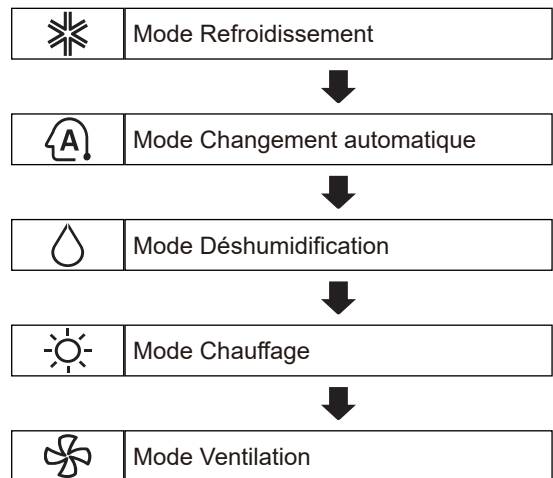 Mode Refroidissement
A
Mode Changement automatique
Mode Déshumidification
Mode Chauffage
Mode Ventilation